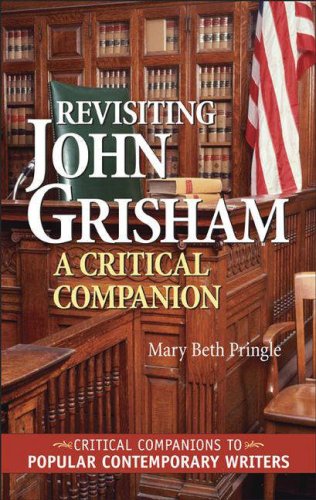 REVISITING
JOHN
GRISHAM
A CRITICAL
COMPANION
Mary Beth Pringle
CRITICAL COMPANIONS TO
POPULAR CONTEMPORARY WRITERS